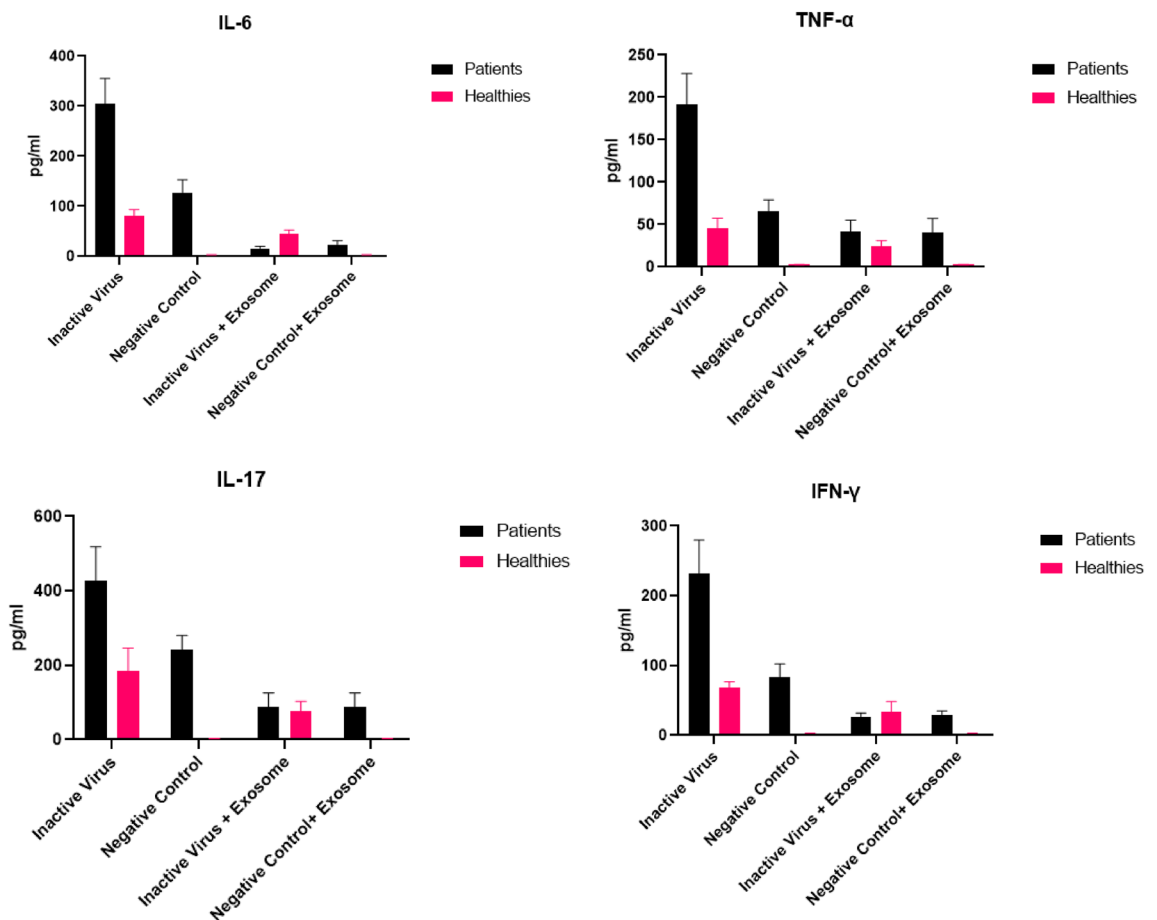 IL-6
400
300
200
100
0
pg/ml
Patients
Healthies
Inactive Virus
Negative Control
Inactive Virus + Exosome
Negative Control+ Exosome
TNF-α
250
200
150
100
50
0
pg/ml
Patients
Healthies
Inactive Virus
Negative Control
Inactive Virus + Exosome
Negative Control+ Exosome
IL-17
600
400
200
0
pg/ml
Patients
Healthies
Inactive Virus
Negative Control
Inactive Virus + Exosome
Negative Control+ Exosome
IFN-γ
300
200
100
0
pg/ml
Patients
Healthies
Inactive Virus
Negative Control
Inactive Virus + Exosome
Negative Control+ Exosome